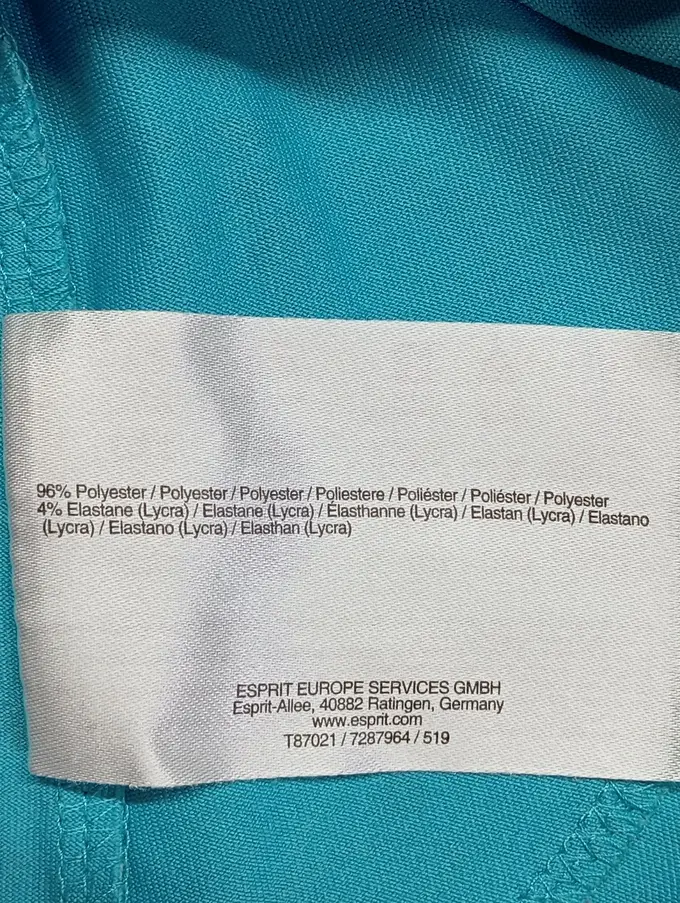 96% Polyester / Polyester / Polyester / Poliestere / Poliéster / Poliéster / Polyester
4% Elastane (Lycra) / Elastane (Lycra) / Élasthanne (Lycra) / Elastan (Lycra) / Elastano
(Lycra) / Elastano (Lycra) / Elasthan (Lycra)
ESPRIT EUROPE SERVICES GMBH
Esprit-Allee, 40882 Ratingen, Germany
www.esprit.com
T87021 / 7287964 / 519